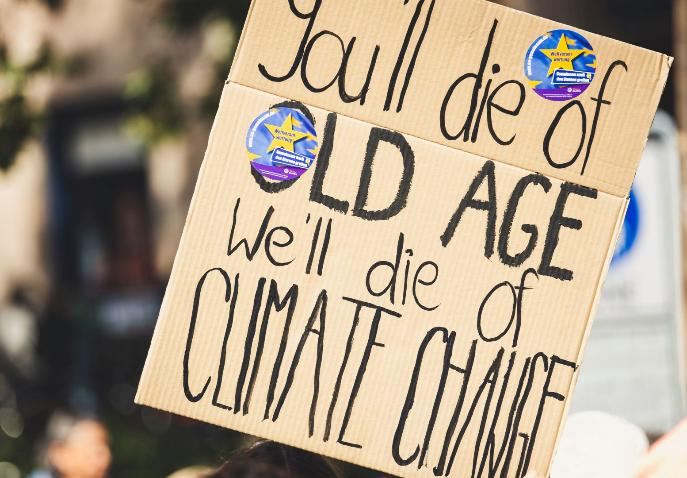 You'll die of
OLD AGE
We'll die of
CLIMATE CHANGE